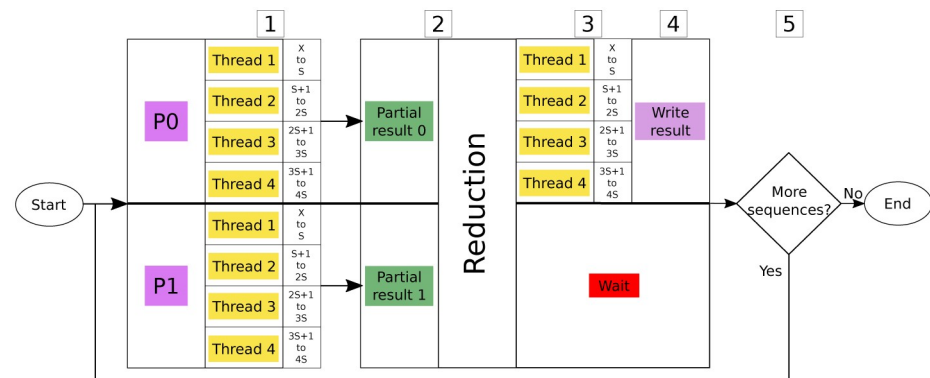 1
2
3
4
5
Start
P0
Thread 1
X
to
S
Thread 2
S+1
to
2S
Thread 3
2S+1
to
3S
Thread 4
3S+1
to
4S
P1
Thread 1
X
to
S
Thread 2
S+1
to
2S
Thread 3
2S+1
to
3S
Thread 4
3S+1
to
4S
Partial
result 0
Partial
result 1
Reduction
Thread 1
X
to
S
Thread 2
S+1
to
2S
Thread 3
2S+1
to
3S
Thread 4
3S+1
to
4S
Write
result
Wait
More
sequences?
No
Yes
End